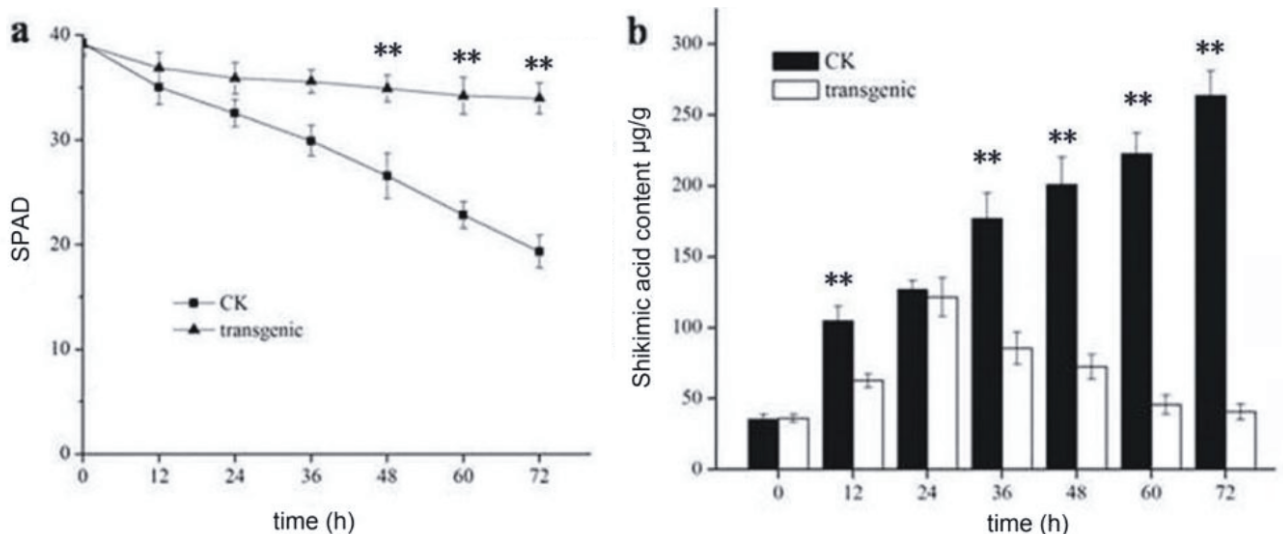 a
40
30
20
10
0
SPAD
** ** **
CK
transgenic
0 12 24 36 48 60 72
time (h)
b
300
250
200
150
100
50
0
Shikimic acid content µg/g
CK
transgenic
** ** ** ** **
0 12 24 36 48 60 72
time (h)